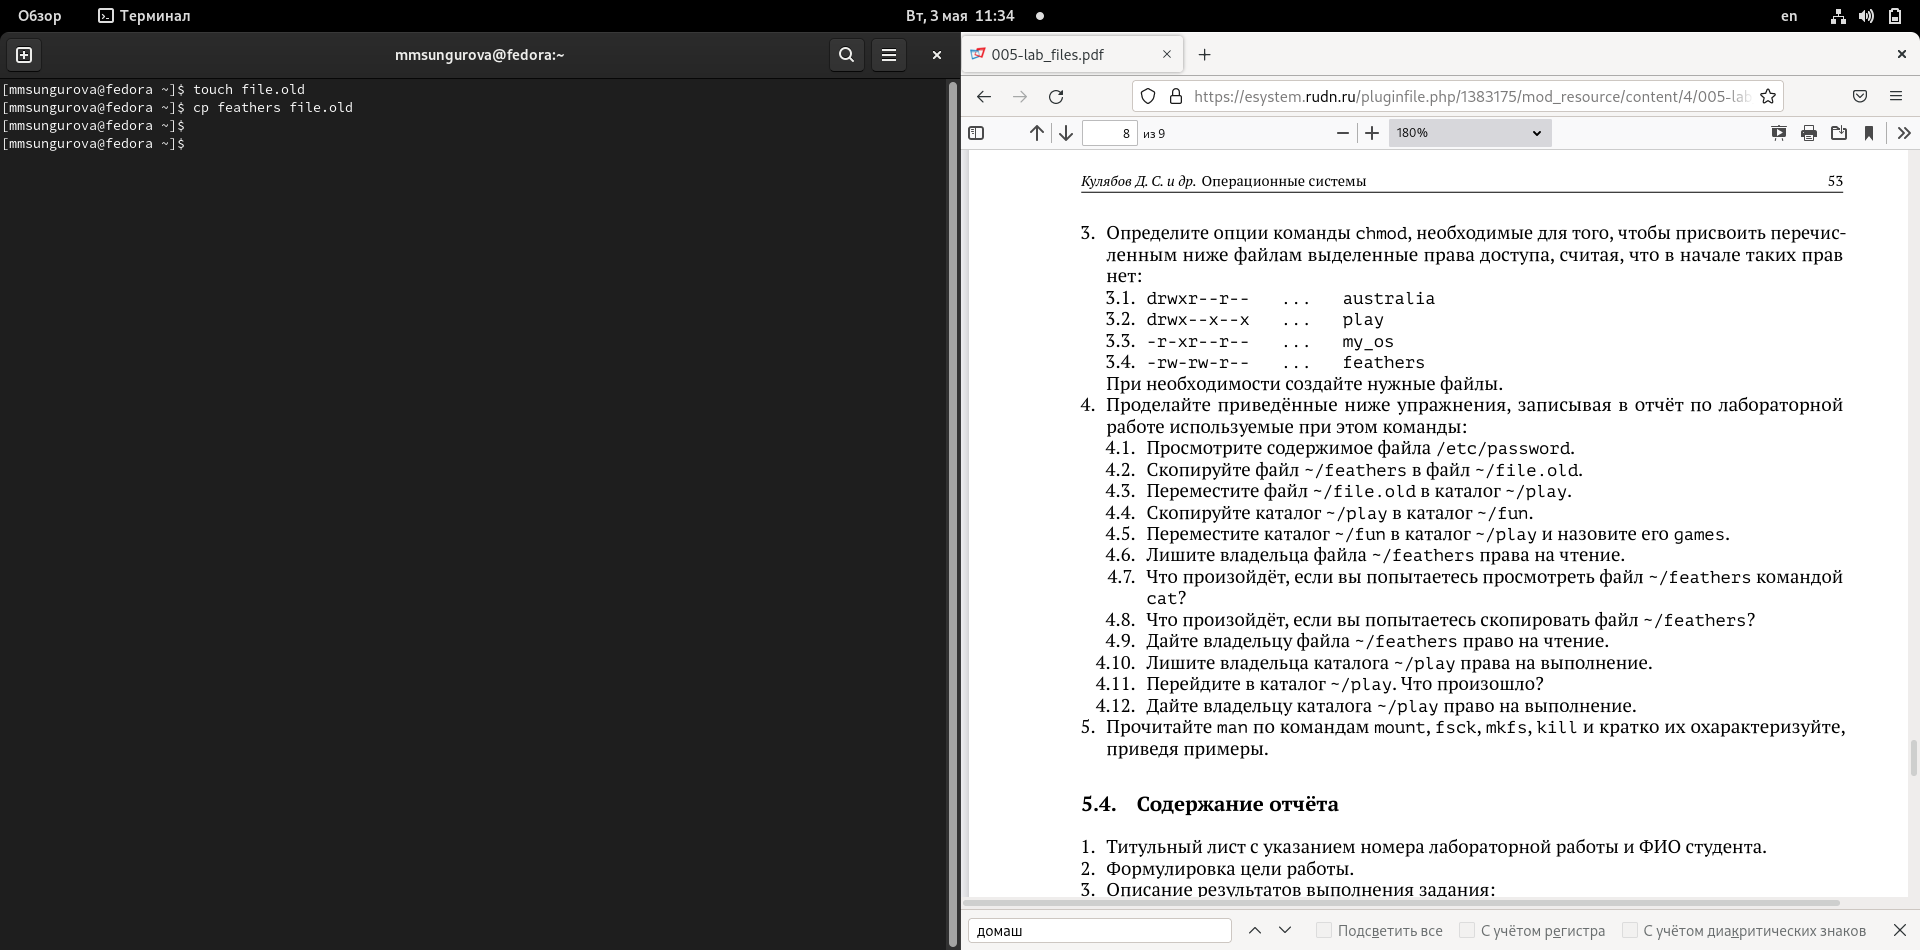 Обзор
Терминал
Вт, 3 мая 11:34
en
mmsungurova@fedora:~
[mmsungurova@fedora ~]$ touch file.old
[mmsungurova@fedora ~]$ cp feathers file.old
[mmsungurova@fedora ~]$
[mmsungurova@fedora ~]$
005-lab_files.pdf
https://esystem.rudn.ru/pluginfile.php/1383175/mod_resource/content/4/005-lab
8 из 9
180%
Кулябов Д. С. и др. Операционные системы 53
3. Определите опции команды chmod, необходимые для того, чтобы присвоить перечис-
ленным ниже файлам выделенные права доступа, считая, что в начале таких прав
нет:
3.1. drwxr--r-- ... australia
3.2. drwx--x--x ... play
3.3. -r-xr--r-- ... my_os
3.4. -rw-rw-r-- ... feathers
При необходимости создайте нужные файлы.
4. Проделайте приведённые ниже упражнения, записывая в отчёт по лабораторной
работе используемые при этом команды:
4.1. Просмотрите содержимое файла /etc/password.
4.2. Скопируйте файл ~/feathers в файл ~/file.old.
4.3. Переместите файл ~/file.old в каталог ~/play.
4.4. Скопируйте каталог ~/play в каталог ~/fun.
4.5. Переместите каталог ~/fun в каталог ~/play и назовите его games.
4.6. Лишите владельца файла ~/feathers права на чтение.
4.7. Что произойдёт, если вы попытаетесь просмотреть файл ~/feathers командой
cat?
4.8. Что произойдёт, если вы попытаетесь скопировать файл ~/feathers?
4.9. Дайте владельцу файла ~/feathers право на чтение.
4.10. Лишите владельца каталога ~/play права на выполнение.
4.11. Перейдите в каталог ~/play. Что произошло?
4.12. Дайте владельцу каталога ~/play право на выполнение.
5. Прочитайте man по командам mount, fsck, mkfs, kill и кратко их охарактеризуйте,
приведя примеры.
5.4. Содержание отчёта
1. Титульный лист с указанием номера лабораторной работы и ФИО студента.
2. Формулировка цели работы.
3. Описание результатов выполнения задания:
домаш
Подсветить все
С учётом регистра
С учётом диакритических знаков